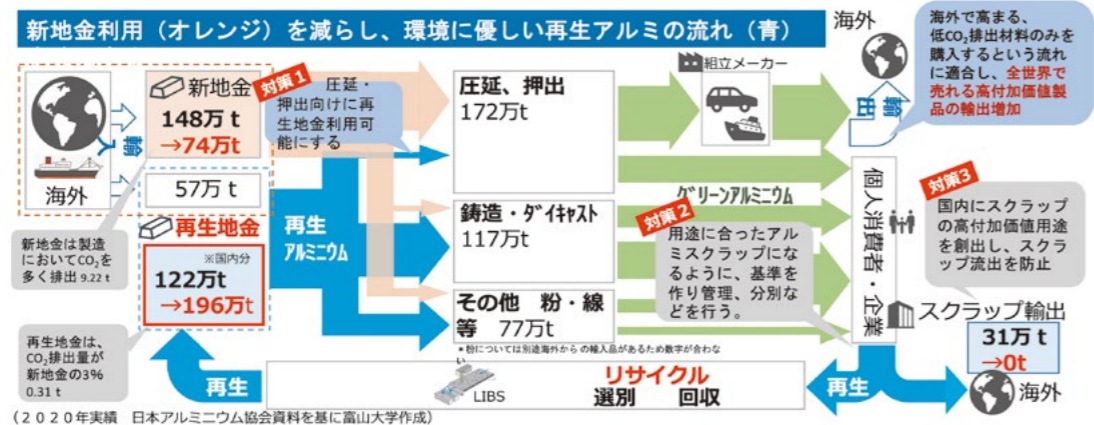 新地金利用（オレンジ）を減らし、環境に優しい再生アルミの流れ（青）
海外
輸入
新地金
148万 t
→74万t
57万 t
再生地金
※国内分
122万t
→196万t
新地金は製造
においてCO₂を
多く排出 9.22 t
再生地金は、
CO₂排出量が
新地金の3%
0.31 t
対策1
圧延・
押出向けに再
生地金利用可
能にする
再生
アルミニウム
圧延、押出
172万t
鋳造・ﾀﾞｲｷｬｽﾄ
117万t
その他 粉・線
等 77万t
*粉については別途海外からの輸入品があるため数字が合わな
い
組立メーカー
グリーンアルミニウム
対策2
用途に合ったアル
ミスクラップにな
るように、基準を
作り管理、分別な
どを行う。
海外
輸出
海外で高まる、
低CO₂排出材料のみを
購入するという流れ
に適合し、全世界で
売れる高付加価値製
品の輸出増加
個人消費者・企業
対策3
国内にスクラップ
の高付加価値用途
を創出し、スクラ
ップ流出を防止
スクラップ輸出
31万 t
→0t
海外
再生
リサイクル
選別 回収
LIBS
再生
（２０２０年実績 日本アルミニウム協会資料を基に富山大学作成）